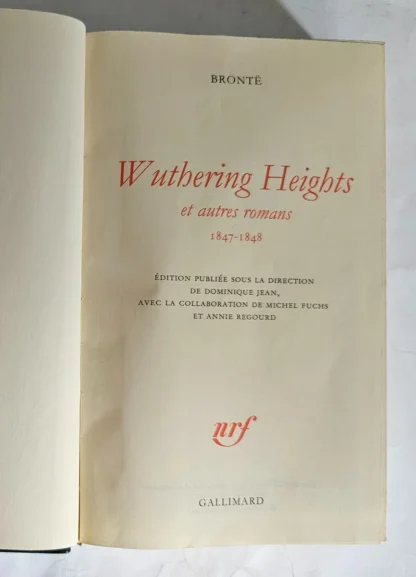 BRONTË
Wuthering Heights
et autres romans
1847-1848
ÉDITION PUBLIÉE SOUS LA DIRECTION
DE DOMINIQUE JEAN,
AVEC LA COLLABORATION DE MICHEL FUCHS
ET ANNIE REGOURD
nrf
GALLIMARD